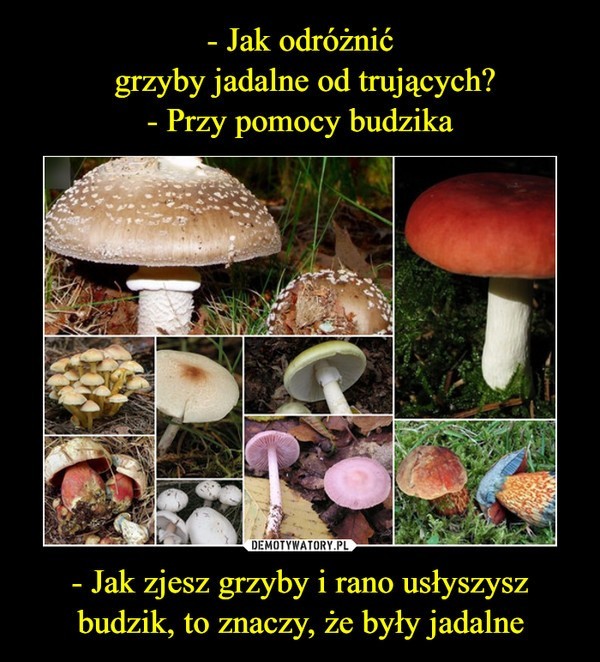 - Jak odróżnić
grzyby jadalne od trujących?
- Przy pomocy budzika
DEMOTYWATORY.PL
- Jak zjesz grzyby i rano usłyszysz
budzik, to znaczy, że były jadalne